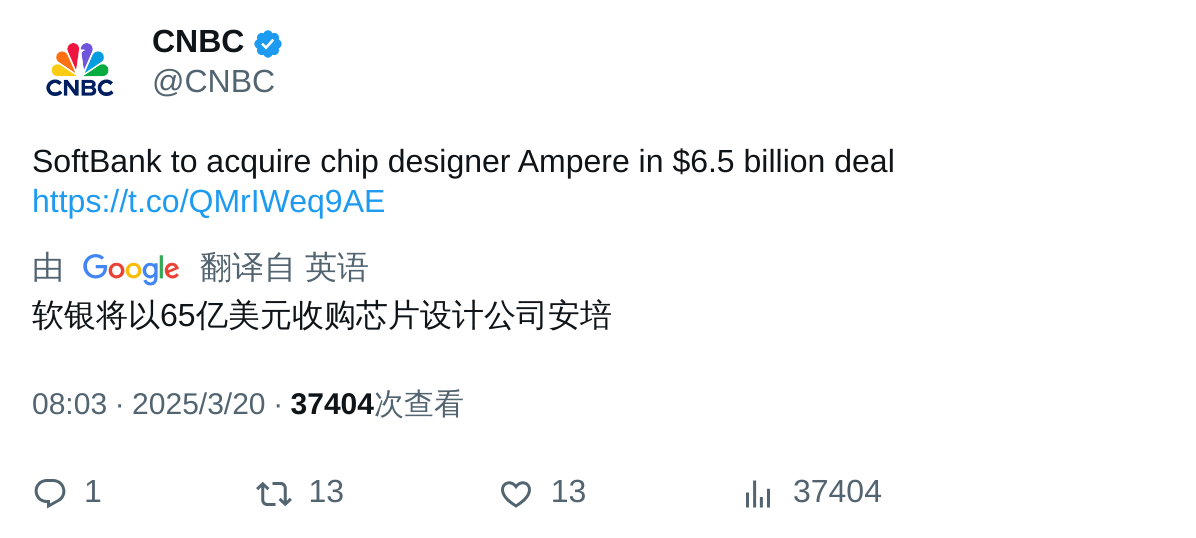 CNBC
CNBC
@CNBC
SoftBank to acquire chip designer Ampere in $6.5 billion deal
https://t.co/QMrIWeq9AE
由 Google 翻译自 英语
软银将以65亿美元收购芯片设计公司安培
08:03 · 2025/3/20 · 37404次查看
1 13 13 37404